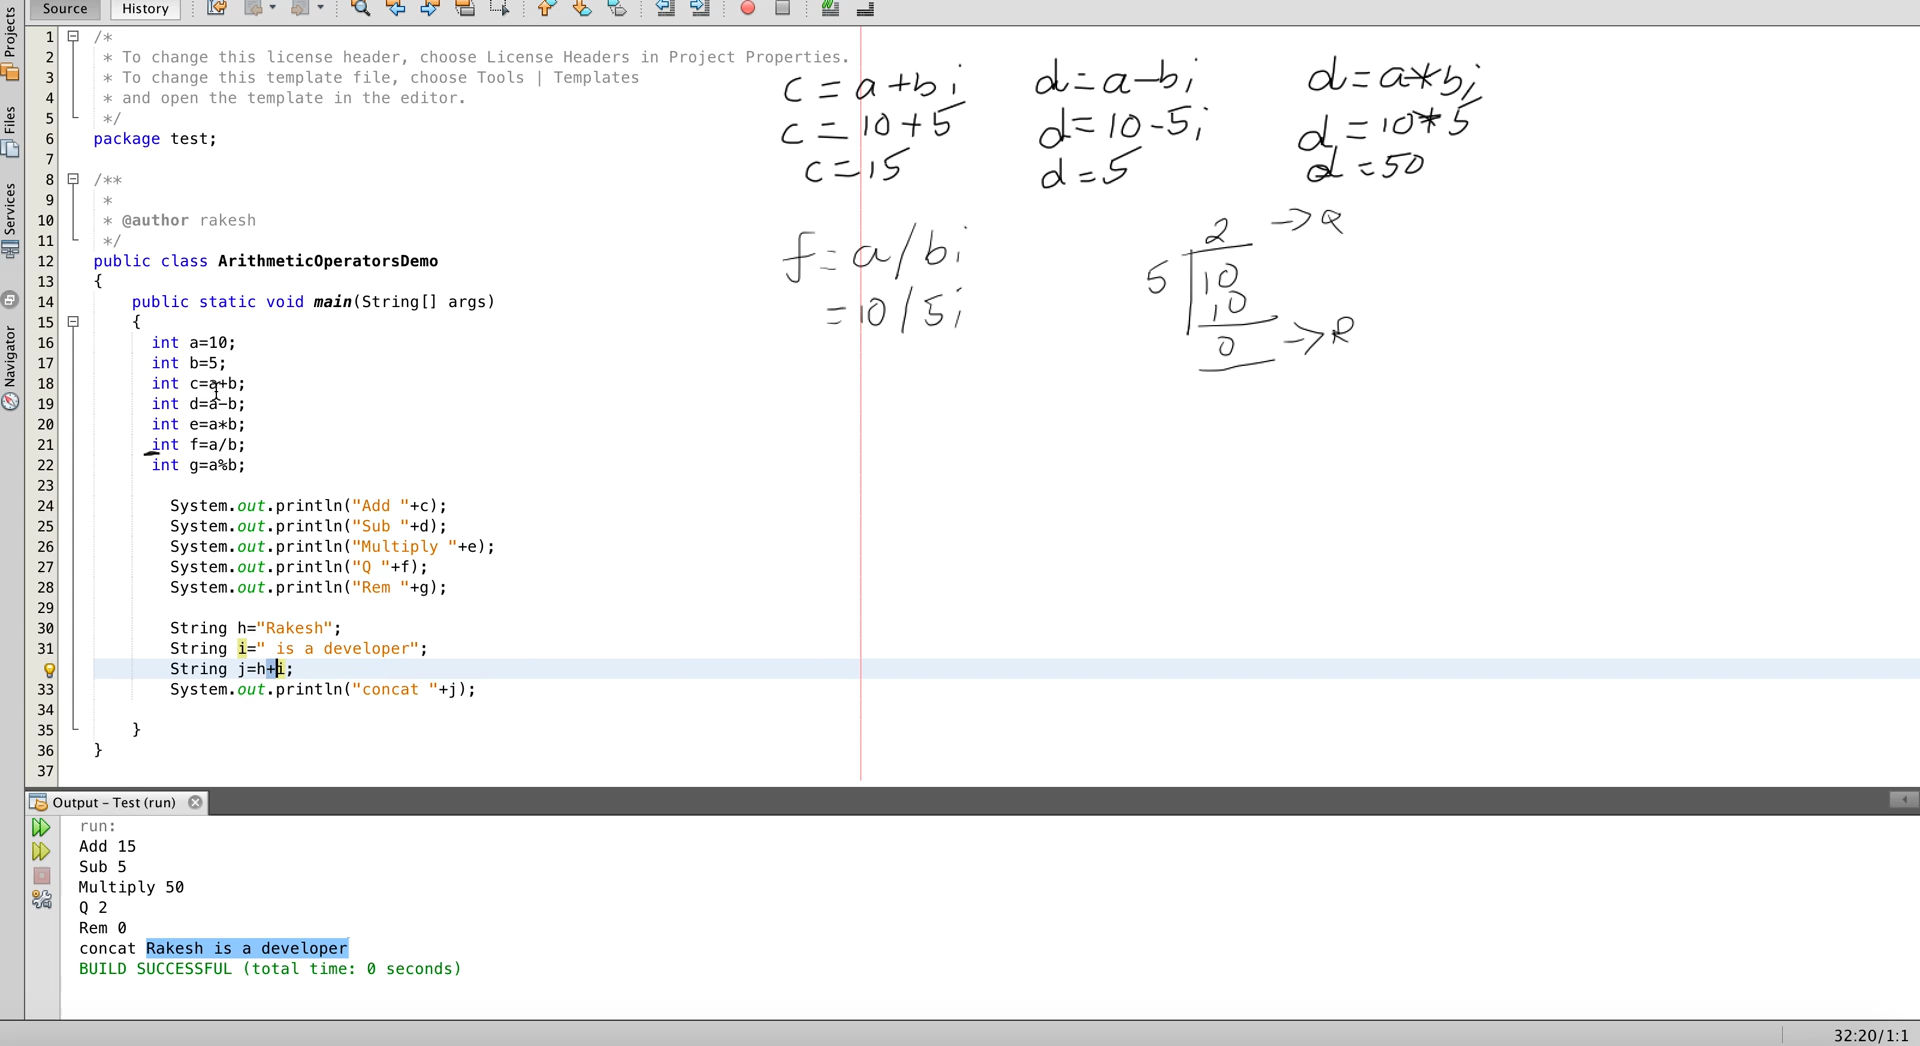 Source
History
Projects
Files
Services
Navigator
1 /*
2 * To change this license header, choose License Headers in Project Properties.
3 * To change this template file, choose Tools | Templates
4 * and open the template in the editor.
5 */
6 package test;
7
8 /**
9 *
10 * @author rakesh
11 */
12 public class ArithmeticOperatorsDemo
13 {
14 public static void main(String[] args)
15 {
16 int a=10;
17 int b=5;
18 int c=a+b;
19 int d=a-b;
20 int e=a*b;
21 int f=a/b;
22 int g=a%b;
23
24 System.out.println("Add "+c);
25 System.out.println("Sub "+d);
26 System.out.println("Multiply "+e);
27 System.out.println("Q "+f);
28 System.out.println("Rem "+g);
29
30 String h="Rakesh";
31 String i=" is a developer";
String j=h+i;
33 System.out.println("concat "+j);
34
35 }
36 }
37
c = a+b;
c = 10+5
c = 15
d = a-b;
d = 10-5;
d = 5
d = a*b;
d = 10*5
d = 50
f = a/b;
= 10/5;
2 -> Q
5 10
10
0 -> R
Output - Test (run)
run:
Add 15
Sub 5
Multiply 50
Q 2
Rem 0
concat Rakesh is a developer
BUILD SUCCESSFUL (total time: 0 seconds)
32:20/1:1